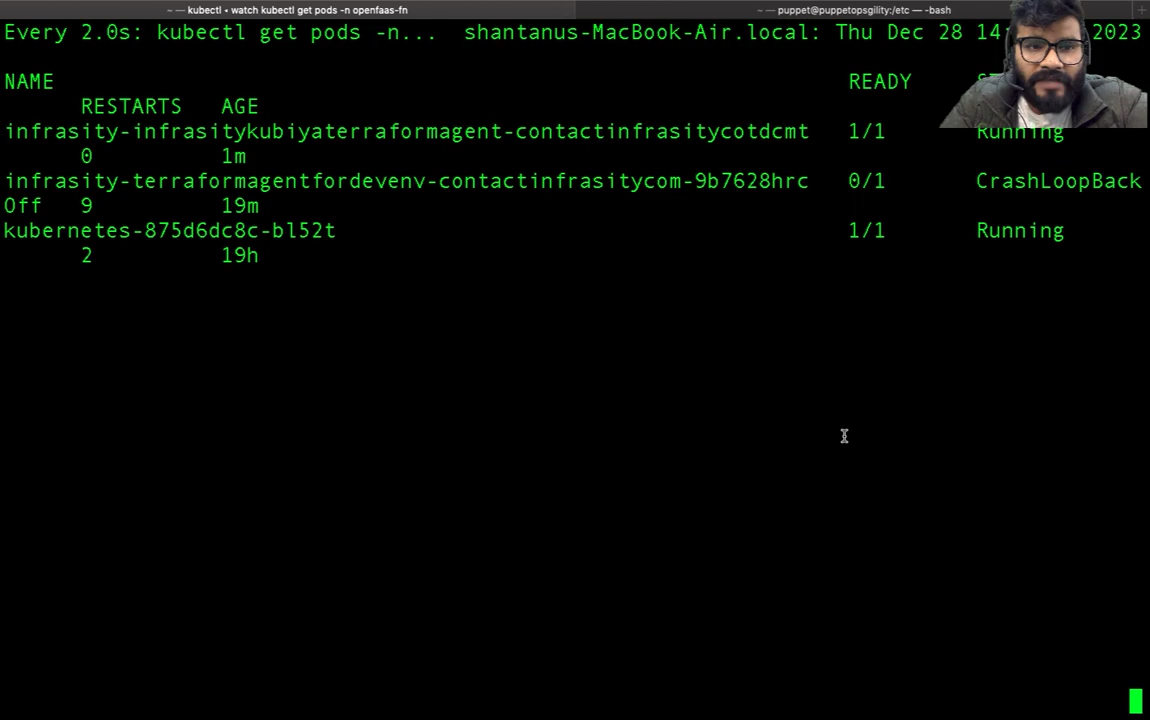 ~ — kubectl • watch kubectl get pods -n openfaas-fn
~ — puppet@puppetopsgility:/etc — -bash
Every 2.0s: kubectl get pods -n... shantanus-MacBook-Air.local: Thu Dec 28 14: 2023
NAME READY
RESTARTS AGE
infrasity-infrasitykubiyaterraformagent-contactinfrasitycotdcmt 1/1 Running
0 1m
infrasity-terraformagentfordevenv-contactinfrasitycom-9b7628hrc 0/1 CrashLoopBack
Off 9 19m
kubernetes-875d6dc8c-bl52t 1/1 Running
2 19h